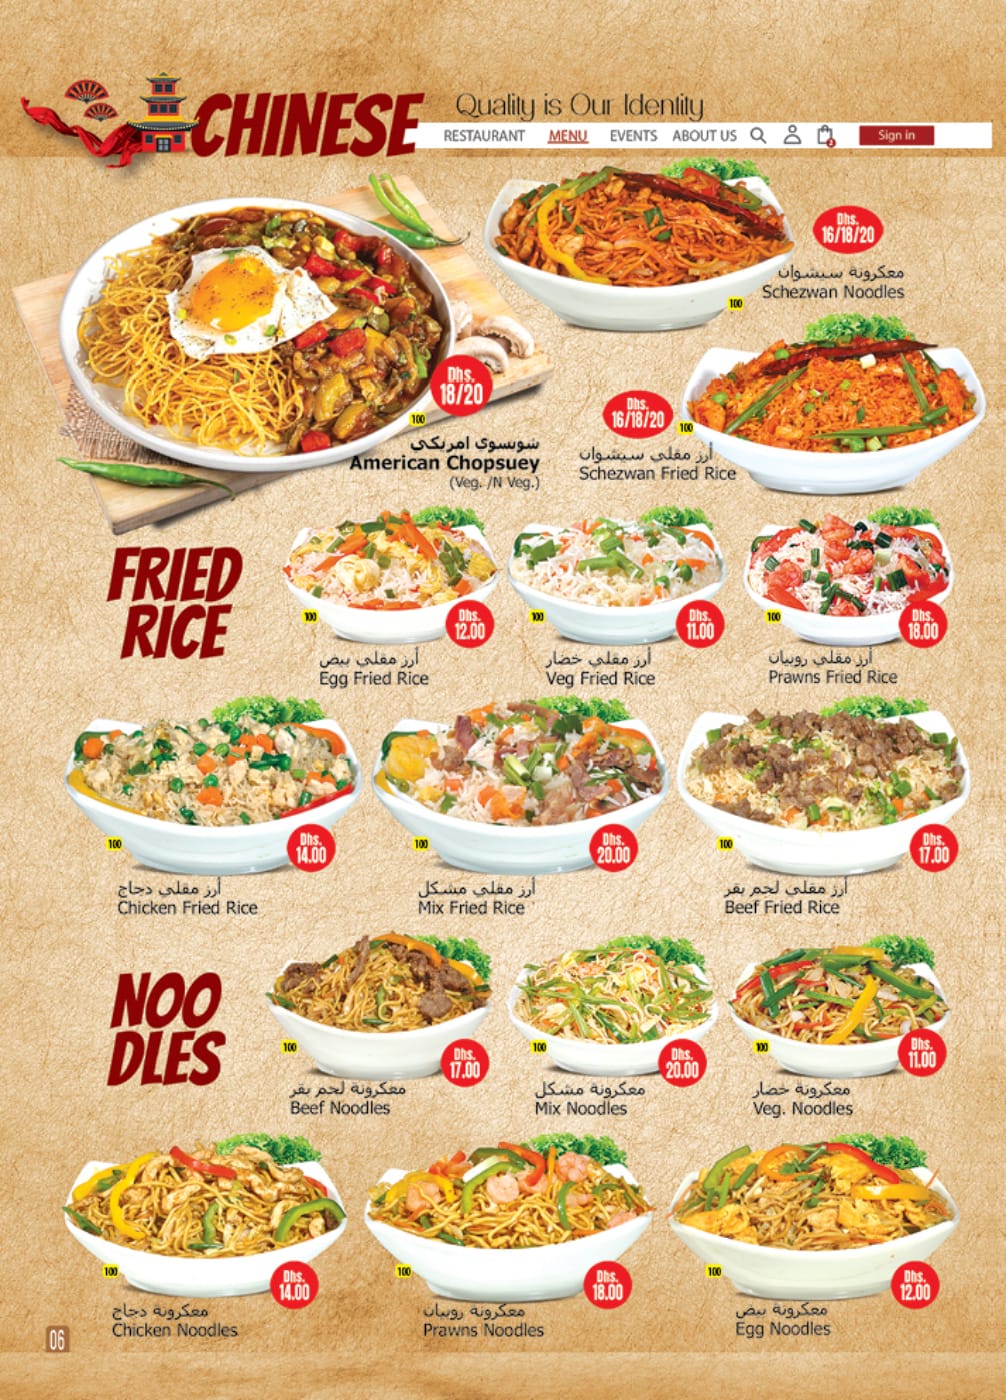 CHINESE
Quality is Our Identity
RESTAURANT MENU EVENTS ABOUT US 2 Sign in
Dhs.
16/18/20
معكرونة سيشوان
100
Schezwan Noodles
Dhs.
18/20
100
شوبسوي امريكي
American Chopsuey
(Veg. /N Veg.)
Dhs.
16/18/20
100
أرز مقلي سيشوان
Schezwan Fried Rice
FRIED
RICE
100
Dhs.
12.00
أرز مقلي بيض
Egg Fried Rice
100
Dhs.
11.00
أرز مقلي خضار
Veg Fried Rice
100
Dhs.
18.00
أرز مقلي روبيان
Prawns Fried Rice
100
Dhs.
14.00
أرز مقلي دجاج
Chicken Fried Rice
100
Dhs.
20.00
أرز مقلي مشكل
Mix Fried Rice
100
Dhs.
17.00
أرز مقلي لحم بقر
Beef Fried Rice
NOO
DLES
100
Dhs.
17.00
معكرونة لحم بقر
Beef Noodles
100
Dhs.
20.00
معكرونة مشكل
Mix Noodles
100
Dhs.
11.00
معكرونة خضار
Veg. Noodles
100
Dhs.
14.00
معكرونة دجاج
Chicken Noodles
100
Dhs.
18.00
معكرونة روبيان
Prawns Noodles
100
Dhs.
12.00
معكرونة بيض
Egg Noodles
06